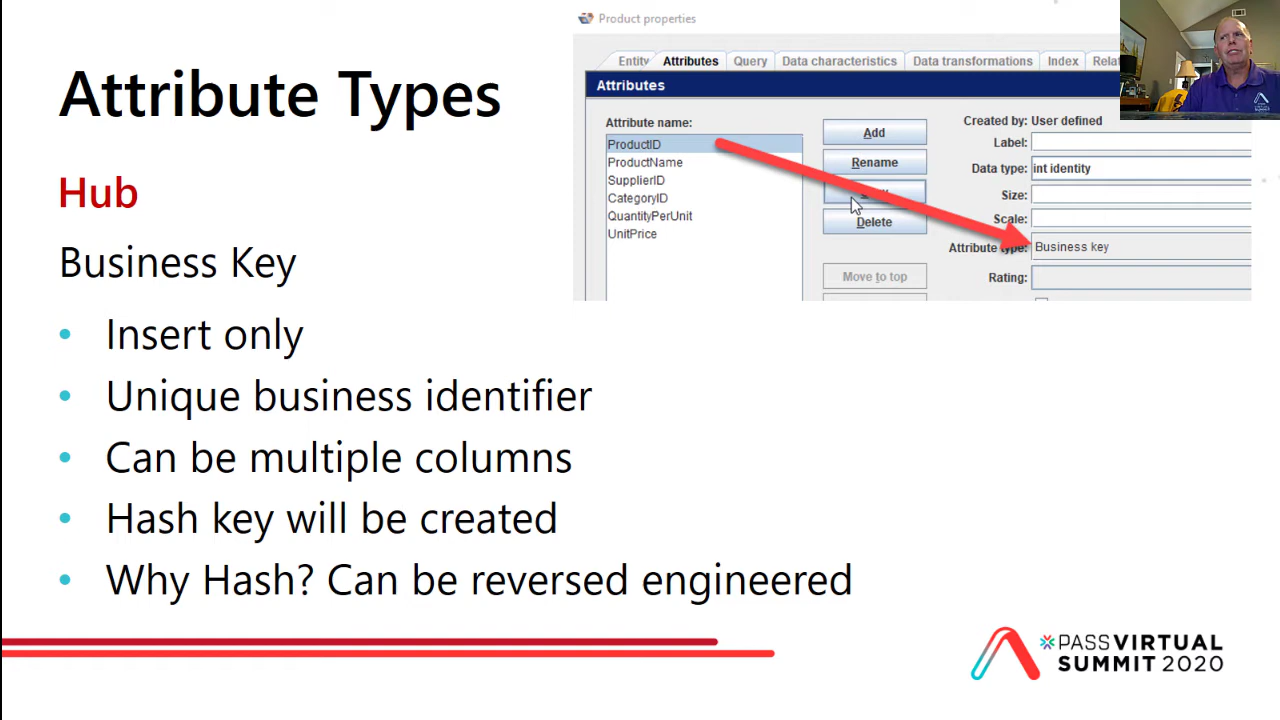 Attribute Types
Hub
Business Key
• Insert only
• Unique business identifier
• Can be multiple columns
• Hash key will be created
• Why Hash? Can be reversed engineered
Product properties
Entity Attributes Query Data characteristics Data transformations Index
Attributes
Attribute name:
ProductID
ProductName
SupplierID
CategoryID
QuantityPerUnit
UnitPrice
Add
Rename
Delete
Move to top
Created by: User defined
Label:
Data type: int identity
Size:
Scale:
Attribute type: Business key
Rating:
PASS VIRTUAL
SUMMIT 2020